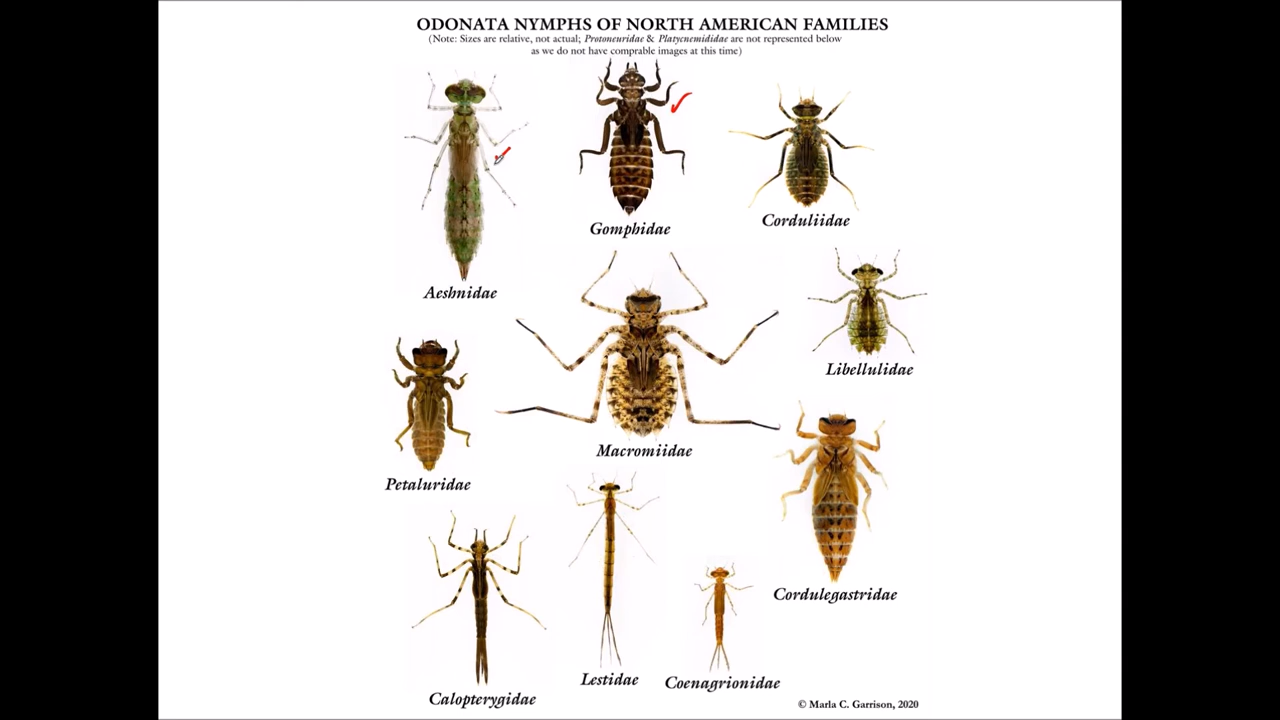 ODONATA NYMPHS OF NORTH AMERICAN FAMILIES
(Note: Sizes are relative, not actual; Protoneuridae & Platycnemididae are not represented below
as we do not have comprable images at this time)
Aeshnidae
Gomphidae
Corduliidae
Libellulidae
Macromiidae
Petaluridae
Cordulegastridae
Calopterygidae
Lestidae
Coenagrionidae
© Marla C. Garrison, 2020